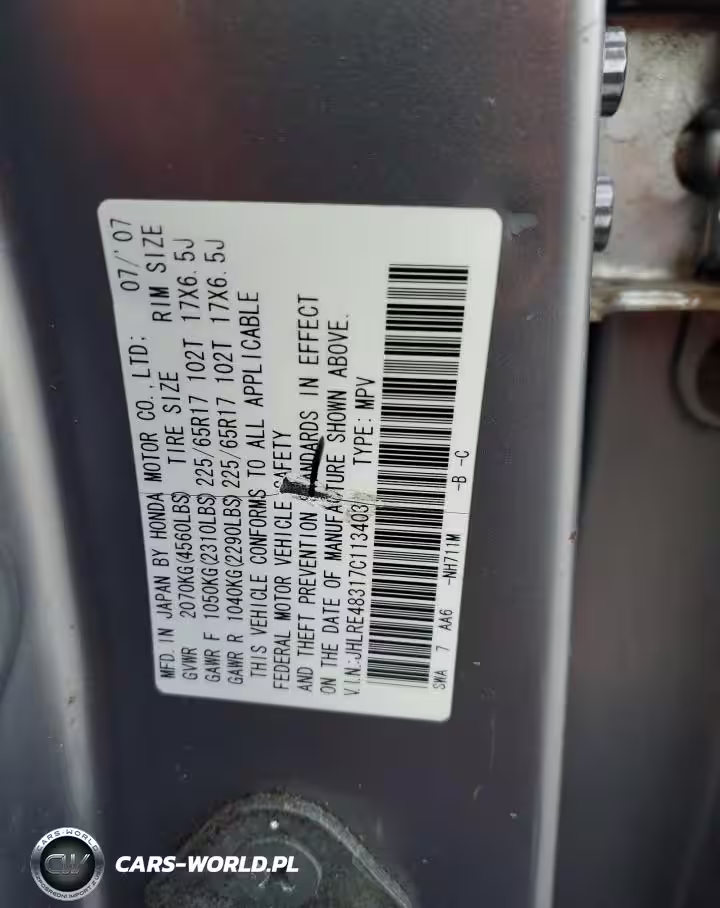 MFD. IN JAPAN BY HONDA MOTOR CO., LTD: 07/'07
GVWR 2070KG(4560LBS) TIRE SIZE RIM SIZE
GAWR F 1050KG(2310LBS) 225/65R17 102T 17X6.5J
GAWR R 1040KG(2290LBS) 225/65R17 102T 17X6.5J
THIS VEHICLE CONFORMS TO ALL APPLICABLE
FEDERAL MOTOR VEHICLE SAFETY
AND THEFT PREVENTION STANDARDS IN EFFECT
ON THE DATE OF MANUFACTURE SHOWN ABOVE.
V.I.N.:JHLRE48317C113403 TYPE: MPV
SWA 7 AA6 -NH711M -B -C
CARS-WORLD
CW
CARS-WORLD.PL